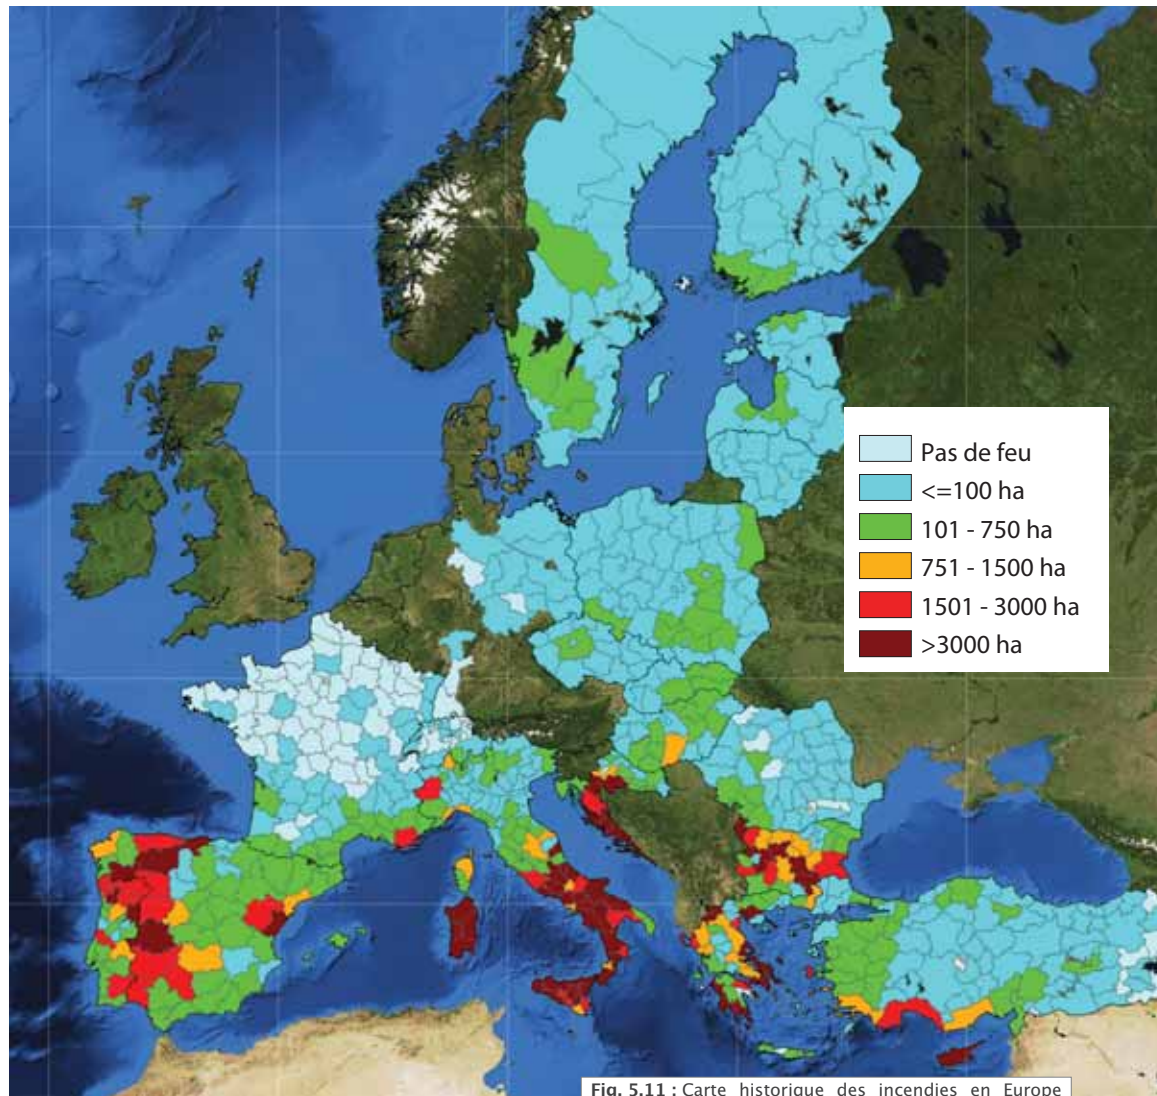 Pas de feu
<=100 ha
101 - 750 ha
751 - 1500 ha
1501 - 3000 ha
>3000 ha
Fig. 5.11 : Carte historique des incendies en Europe